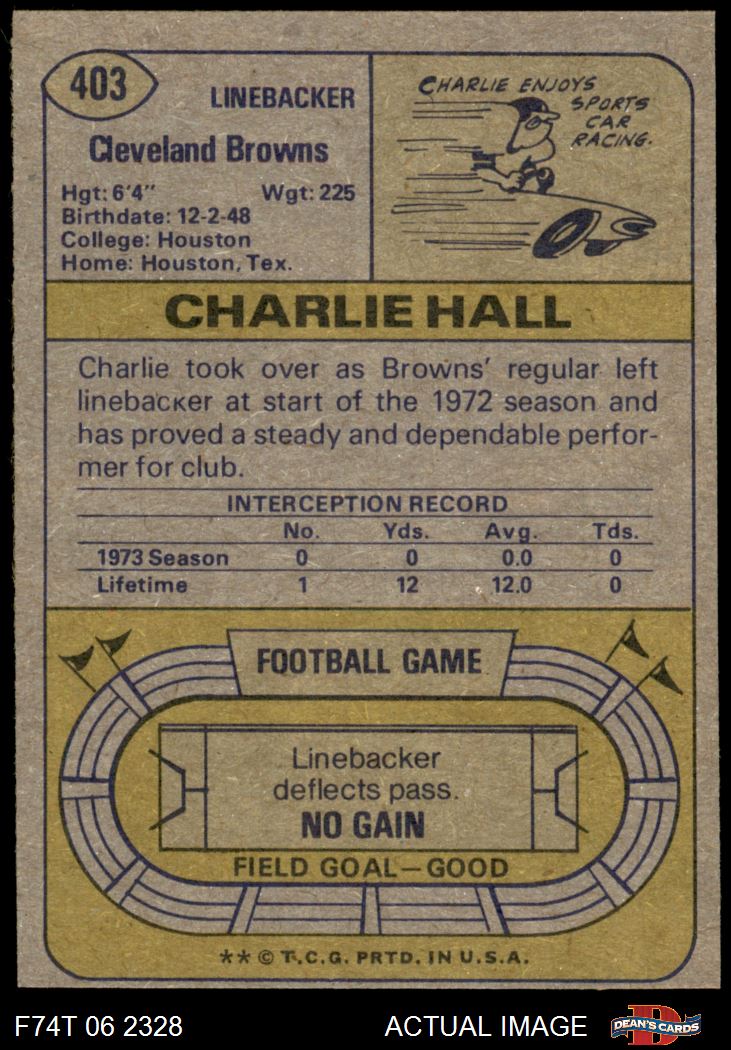 403
LINEBACKER
Cleveland Browns
Hgt: 6'4" Wgt: 225
Birthdate: 12-2-48
College: Houston
Home: Houston, Tex.
CHARLIE ENJOYS
SPORTS
CAR
RACING.
CHARLIE HALL
Charlie took over as Browns' regular left
linebacker at start of the 1972 season and
has proved a steady and dependable perfor-
mer for club.
INTERCEPTION RECORD
No. Yds. Avg. Tds.
1973 Season 0 0 0.0 0
Lifetime 1 12 12.0 0
FOOTBALL GAME
Linebacker
deflects pass.
NO GAIN
FIELD GOAL—GOOD
** © T.C.G. PRTD. IN U.S.A.
F74T 06 2328 ACTUAL IMAGE
D
DEAN'S CARDS